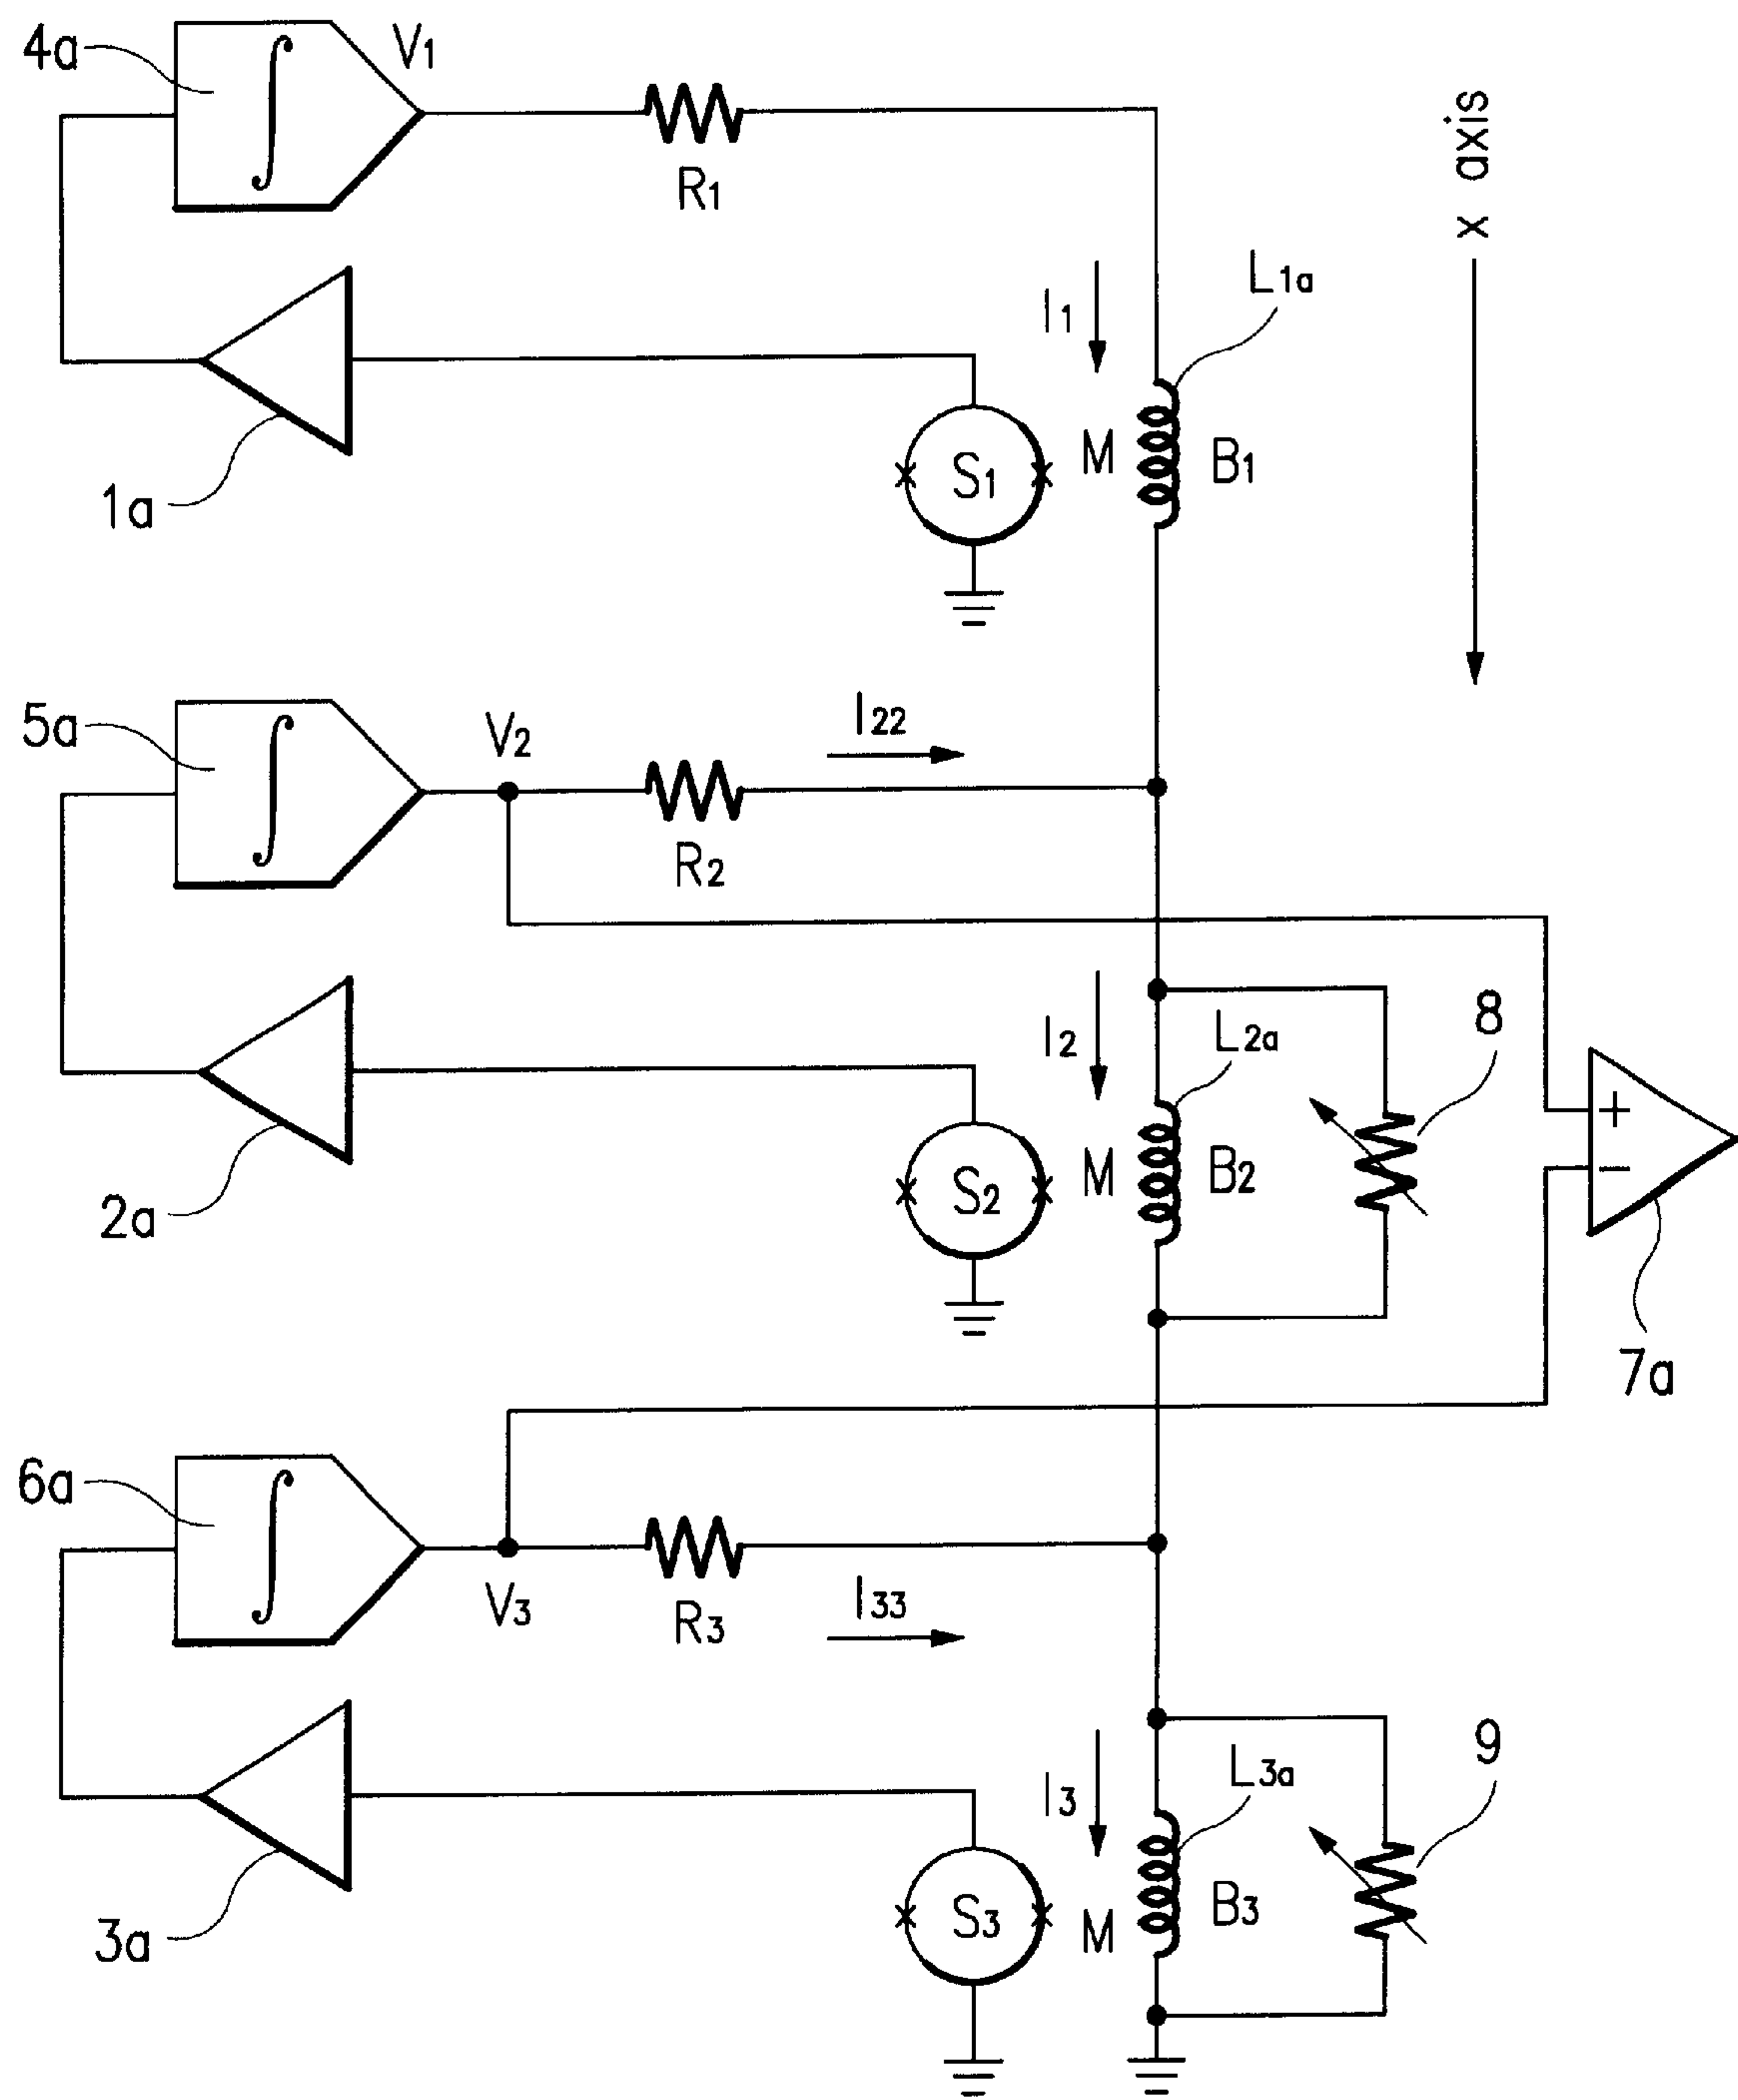 4a
V1
R1
x axis
L1a
I1
M
B1
S1
1a
5a
V2
I22
R2
8
I2
L2a
+
−
M
B2
S2
2a
7a
6a
V3
R3
I33
9
I3
L3a
M
B3
S3
3a